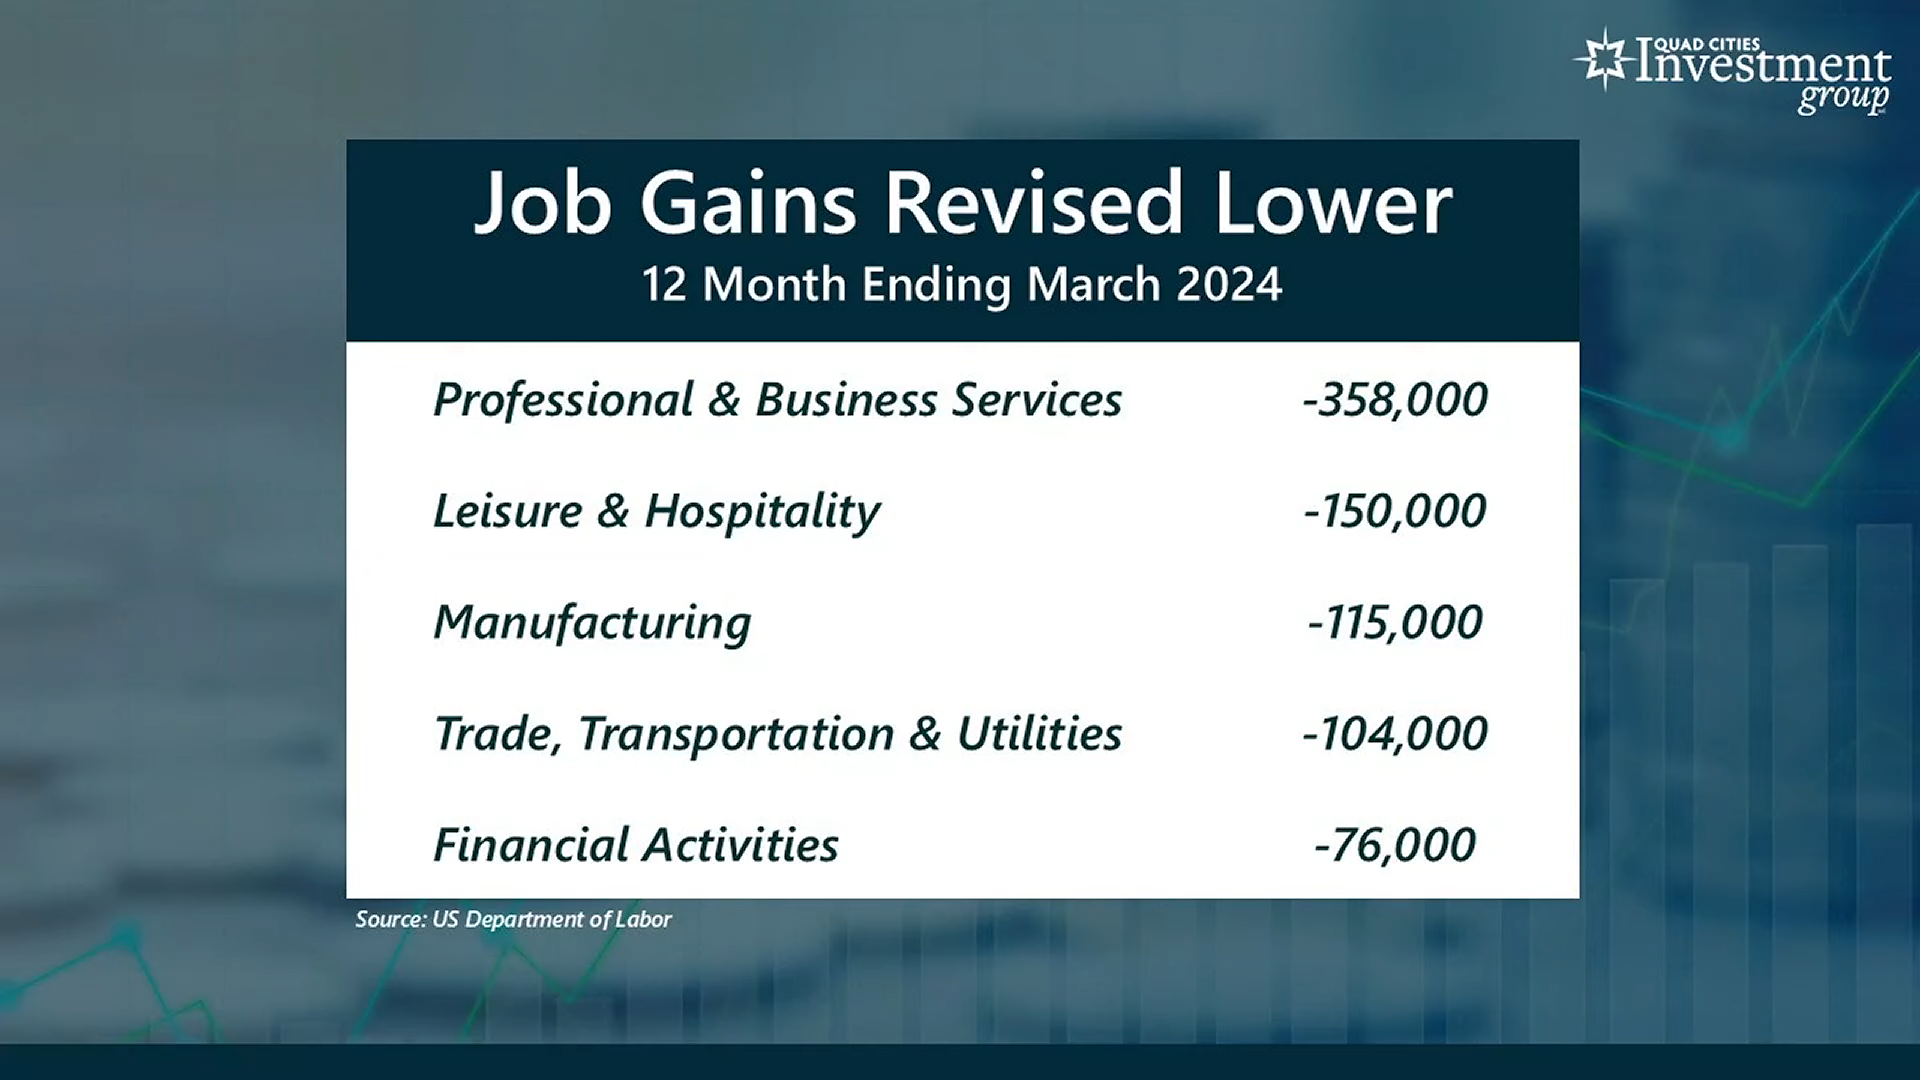 QUAD CITIES
Investment
group
Job Gains Revised Lower
12 Month Ending March 2024
Professional & Business Services -358,000
Leisure & Hospitality -150,000
Manufacturing -115,000
Trade, Transportation & Utilities -104,000
Financial Activities -76,000
Source: US Department of Labor